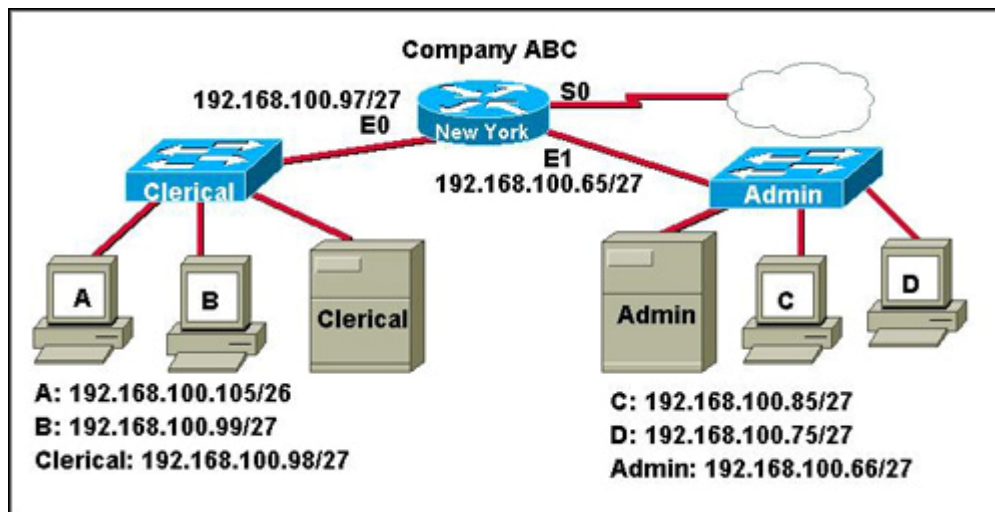 Company ABC
192.168.100.97/27
S0
E0
New York
E1
192.168.100.65/27
Clerical
Admin
A
B
Clerical
Admin
C
D
A: 192.168.100.105/26
B: 192.168.100.99/27
Clerical: 192.168.100.98/27
C: 192.168.100.85/27
D: 192.168.100.75/27
Admin: 192.168.100.66/27